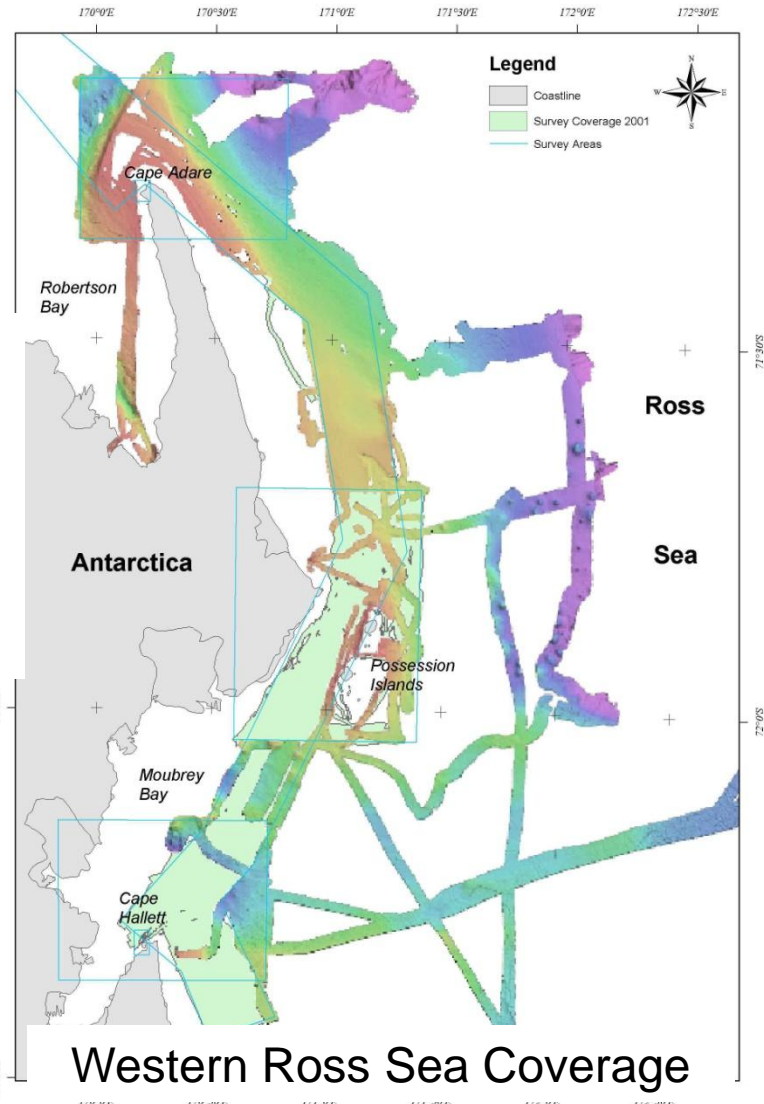 170°0'E 170°30'E 171°0'E 171°30'E 172°0'E 172°30'E
Legend
Coastline
Survey Coverage 2001
Survey Areas
N
W E
S
Cape Adare
Robertson
Bay
71°30'S
Ross
Antarctica
Sea
Possession
Islands
72°0'S
Moubrey
Bay
Cape
Hallett
Western Ross Sea Coverage